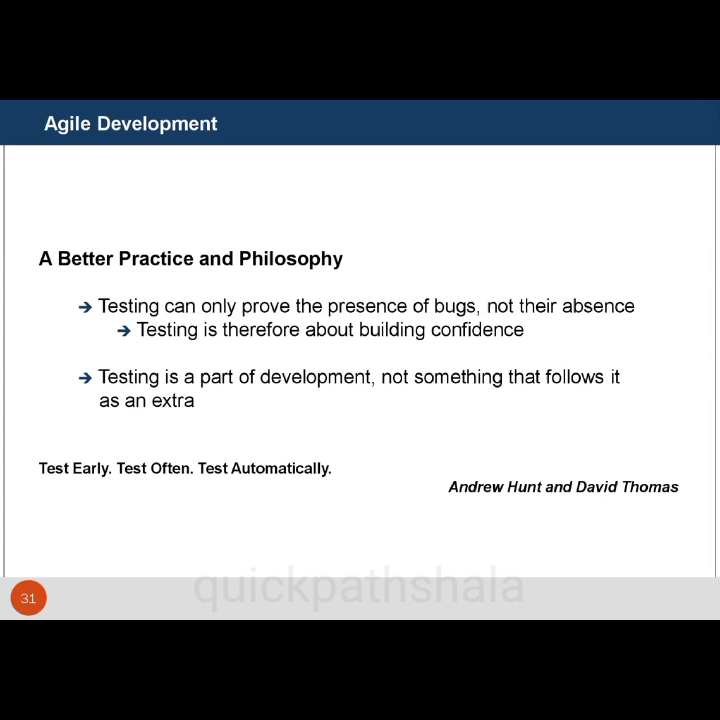 Agile Development
A Better Practice and Philosophy
➔ Testing can only prove the presence of bugs, not their absence
➔ Testing is therefore about building confidence
➔ Testing is a part of development, not something that follows it
as an extra
Test Early. Test Often. Test Automatically.
Andrew Hunt and David Thomas
quickpathshala
31